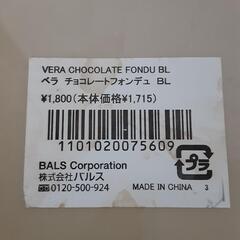 VERA CHOCOLATE FONDU BL
ベラ チョコレートフォンデュ BL
¥1,800(本体価格¥1,715)
1101020075609
BALS Corporation
株式会社バルス
☎0120-500-924
プラ
MADE IN CHINA 3